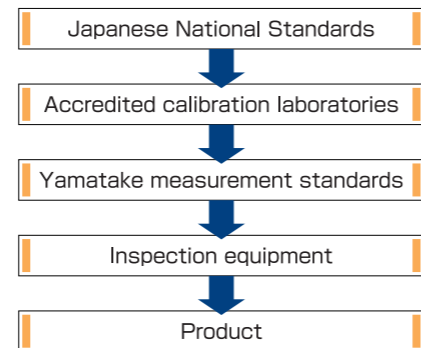 Japanese National Standards
Accredited calibration laboratories
Yamatake measurement standards
Inspection equipment
Product